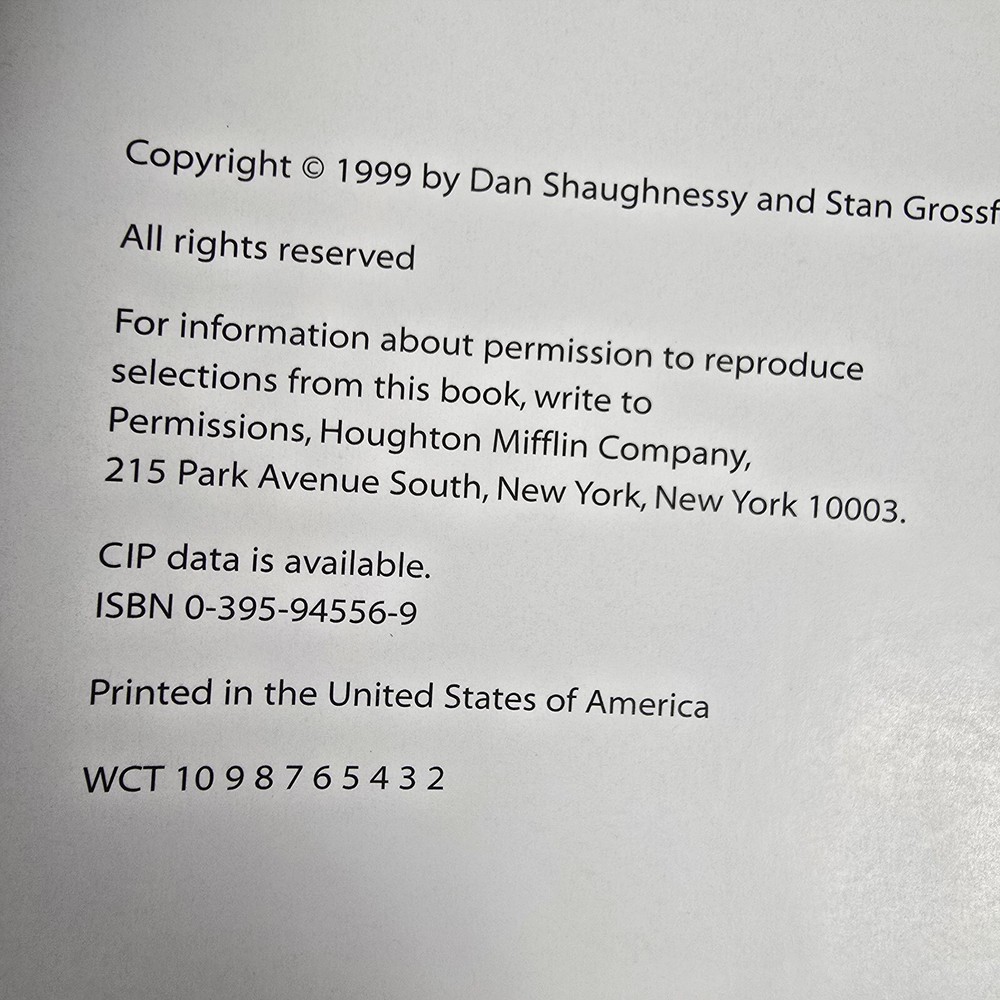 Copyright © 1999 by Dan Shaughnessy and Stan Grossf
All rights reserved
For information about permission to reproduce
selections from this book, write to
Permissions, Houghton Mifflin Company,
215 Park Avenue South, New York, New York 10003.
CIP data is available.
ISBN 0-395-94556-9
Printed in the United States of America
WCT 10 9 8 7 6 5 4 3 2